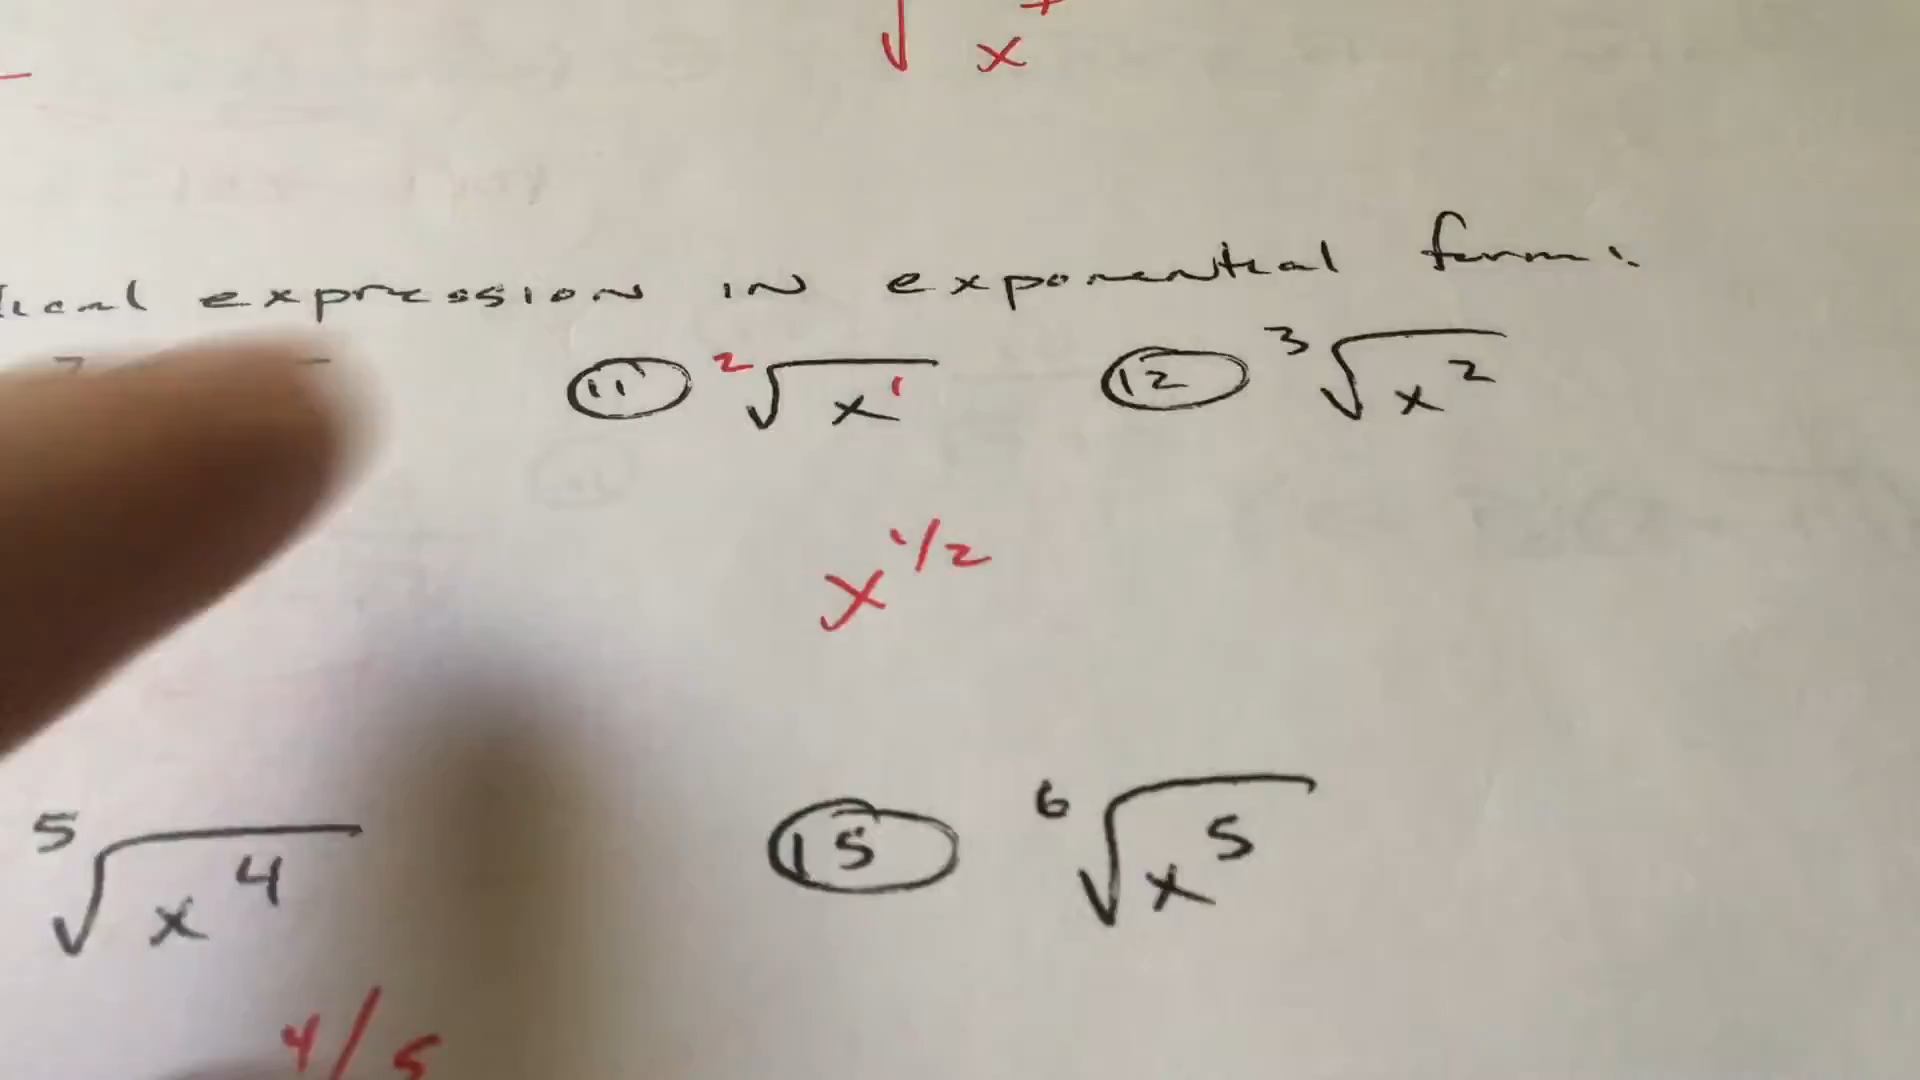 √x
expression in exponential form:
(11) ²√x¹ (12) ³√x²
x^1/2
⁵√x⁴ (15) ⁶√x⁵
4/5